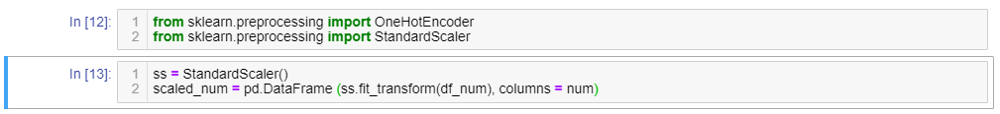 In [12]:
1 from sklearn.preprocessing import OneHotEncoder
2 from sklearn.preprocessing import StandardScaler
In [13]:
1 ss = StandardScaler()
2 scaled_num = pd.DataFrame (ss.fit_transform(df_num), columns = num)